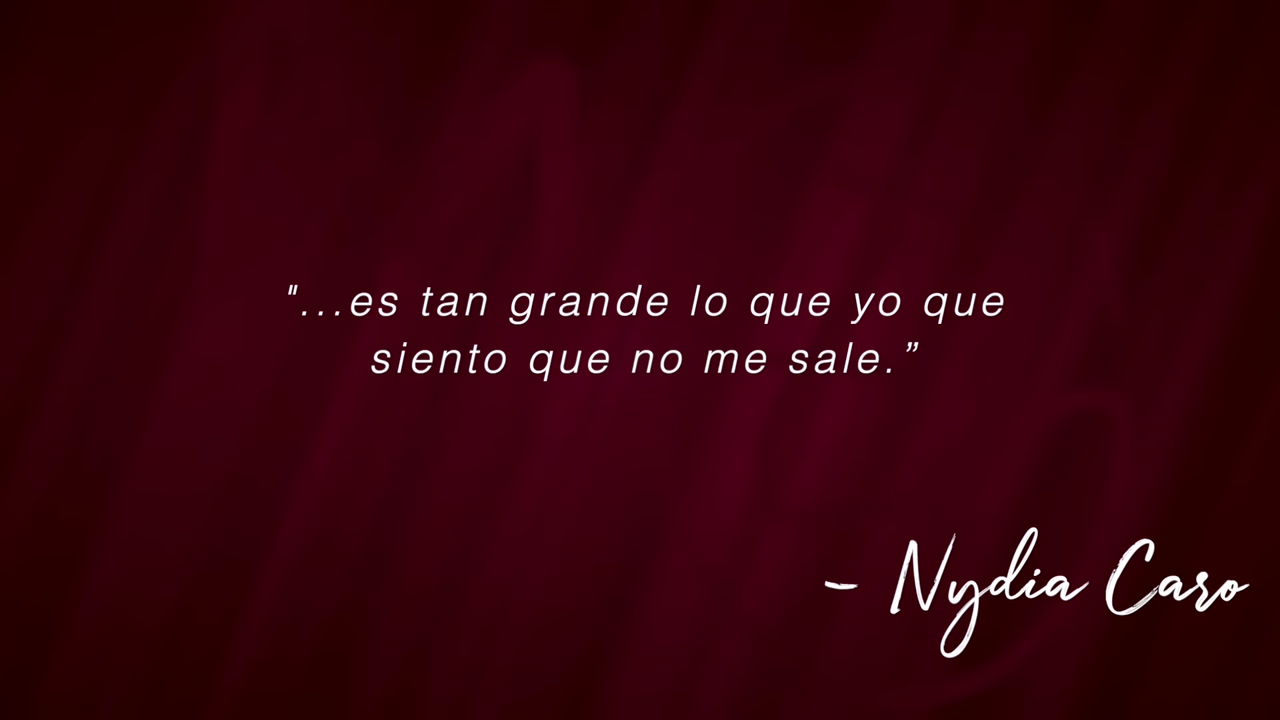 "...es tan grande lo que yo que
siento que no me sale.”
- Nydia Caro